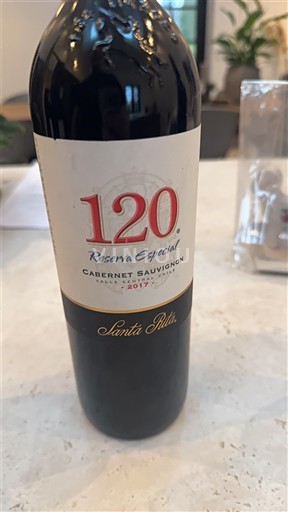 120
Reserva Especial
CABERNET SAUVIGNON
VALLE CENTRAL CHILE
- 2017 -
Santa Rita